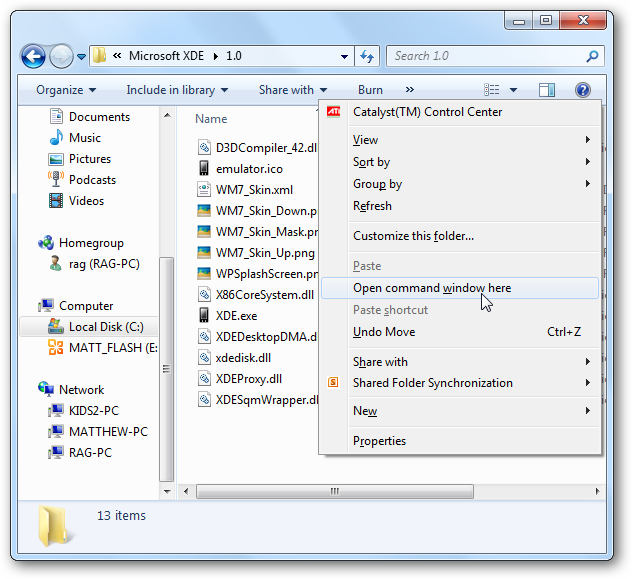 « Microsoft XDE 1.0
Search 1.0
Organize Include in library Share with Burn »
Documents
Music
Pictures
Podcasts
Videos
Homegroup
rag (RAG-PC)
Computer
Local Disk (C:)
MATT_FLASH (E:
Network
KIDS2-PC
MATTHEW-PC
RAG-PC
Name
D3DCompiler_42.dl
emulator.ico
WM7_Skin.xml
WM7_Skin_Down.p
WM7_Skin_Mask.pn
WM7_Skin_Up.png
WPSplashScreen.pn
X86CoreSystem.dll
XDE.exe
XDEDesktopDMA.d
xdedisk.dll
XDEProxy.dll
XDESqmWrapper.dl
ATI Catalyst(TM) Control Center
View
Sort by
Group by
Refresh
Customize this folder...
Paste
Open command window here
Paste shortcut
Undo Move Ctrl+Z
Share with
S Shared Folder Synchronization
New
Properties
13 items